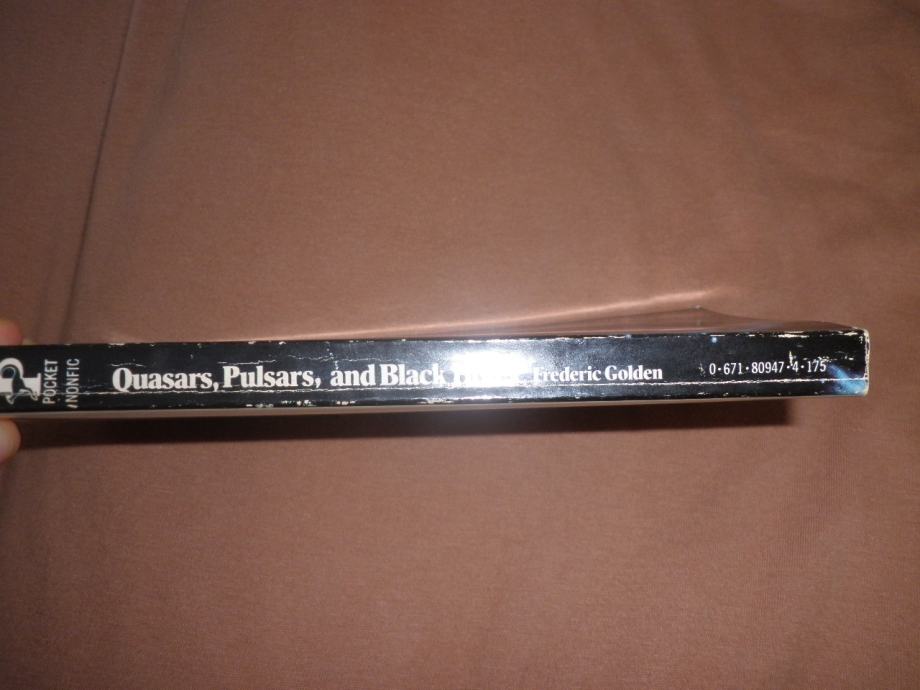 POCKET
NONFIC
Quasars, Pulsars, and Black
Frederic Golden
0·671·80947·4·175